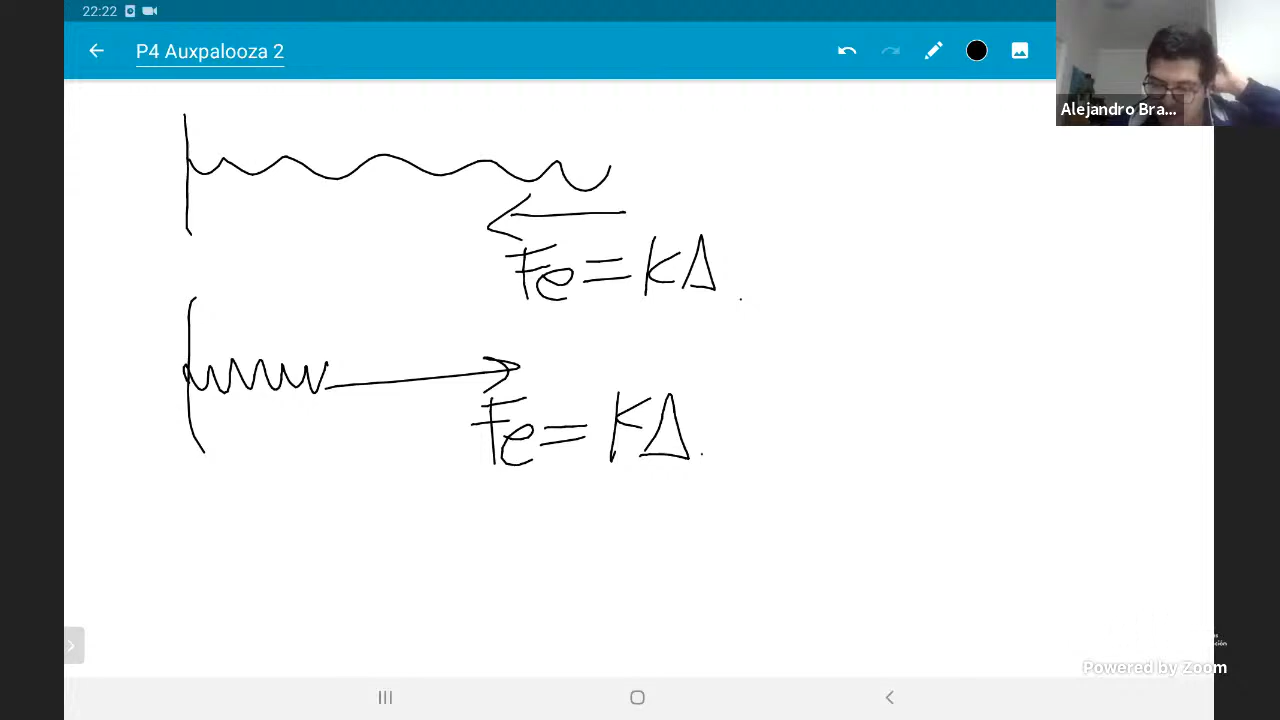 22:22
P4 Auxpalooza 2
Alejandro Bra...
Fe = KΔ
Fe = KΔ
Powered by Zoom